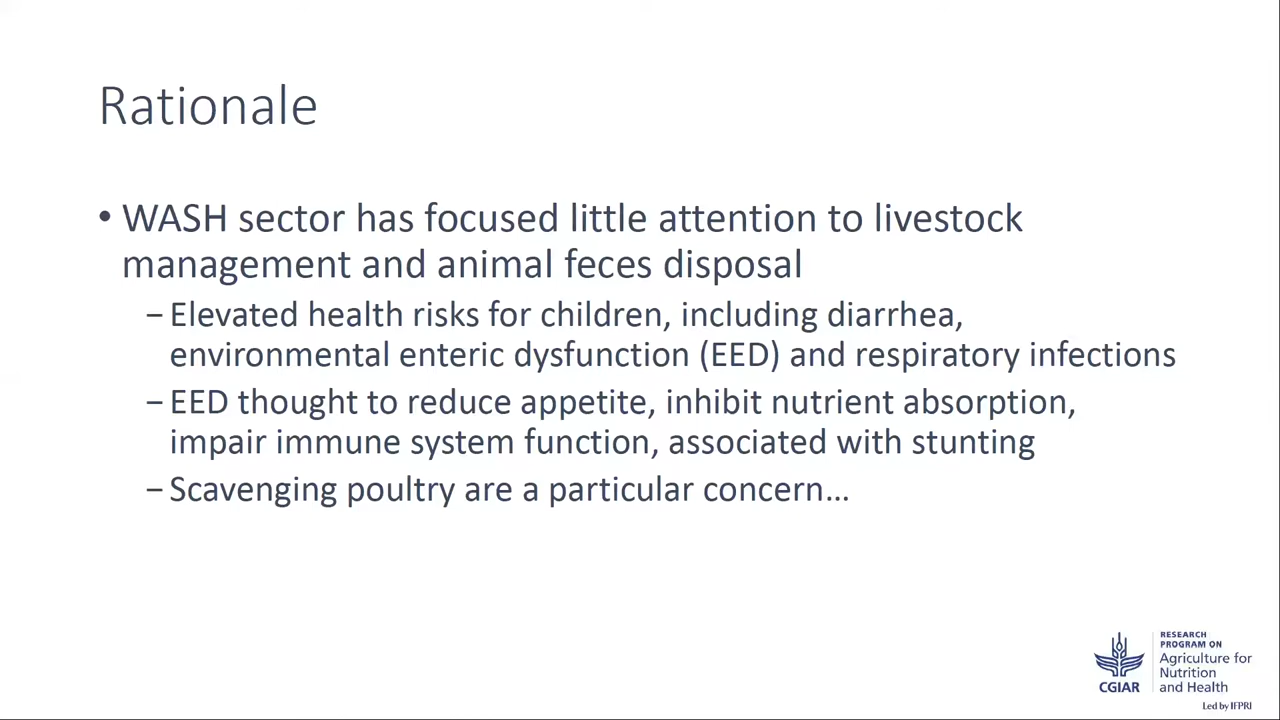 Rationale
• WASH sector has focused little attention to livestock
management and animal feces disposal
– Elevated health risks for children, including diarrhea,
environmental enteric dysfunction (EED) and respiratory infections
– EED thought to reduce appetite, inhibit nutrient absorption,
impair immune system function, associated with stunting
– Scavenging poultry are a particular concern…
CGIAR
RESEARCH
PROGRAM ON
Agriculture for
Nutrition
and Health
Led by IFPRI